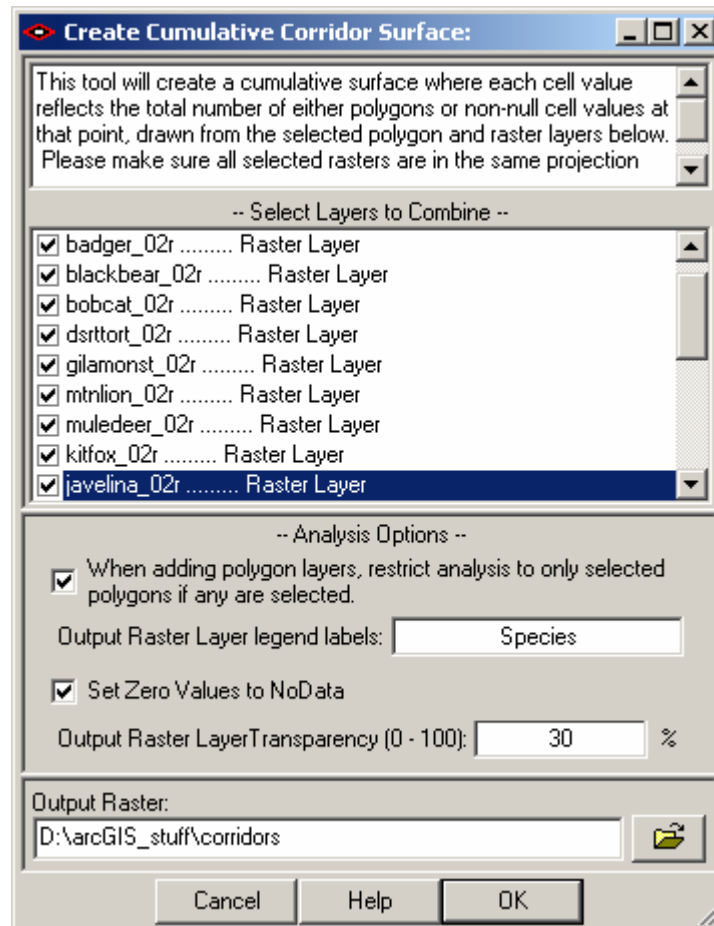 Create Cumulative Corridor Surface:
This tool will create a cumulative surface where each cell value
reflects the total number of either polygons or non-null cell values at
that point, drawn from the selected polygon and raster layers below.
Please make sure all selected rasters are in the same projection
-- Select Layers to Combine --
badger_02r ......... Raster Layer
blackbear_02r ......... Raster Layer
bobcat_02r ......... Raster Layer
dsrttort_02r ......... Raster Layer
gilamonst_02r ......... Raster Layer
mtnlion_02r ......... Raster Layer
muledeer_02r ......... Raster Layer
kitfox_02r ......... Raster Layer
javelina_02r ......... Raster Layer
-- Analysis Options --
When adding polygon layers, restrict analysis to only selected
polygons if any are selected.
Output Raster Layer legend labels: Species
Set Zero Values to NoData
Output Raster LayerTransparency (0 - 100): 30 %
Output Raster:
D:\arcGIS_stuff\corridors
Cancel Help OK